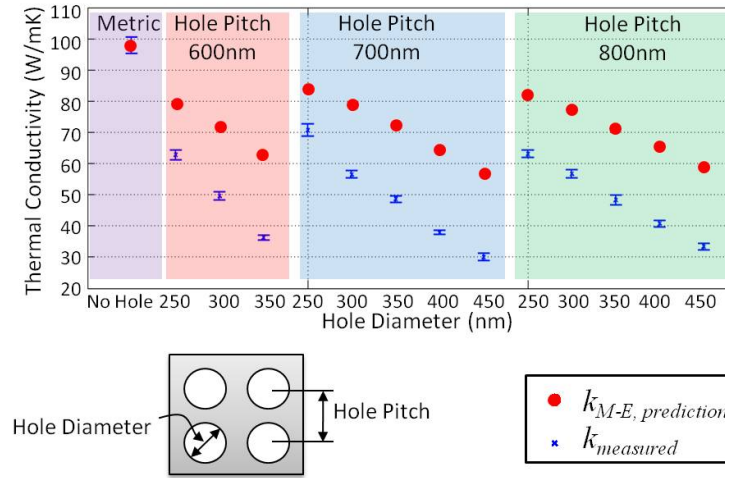 110
100
90
80
70
60
50
40
30
20
Thermal Conductivity (W/mK)
Metric
Hole Pitch
600nm
Hole Pitch
700nm
Hole Pitch
800nm
No Hole 250 300 350 250 300 350 400 450 250 300 350 400 450
Hole Diameter (nm)
Hole Diameter
Hole Pitch
k M-E, prediction
k measured